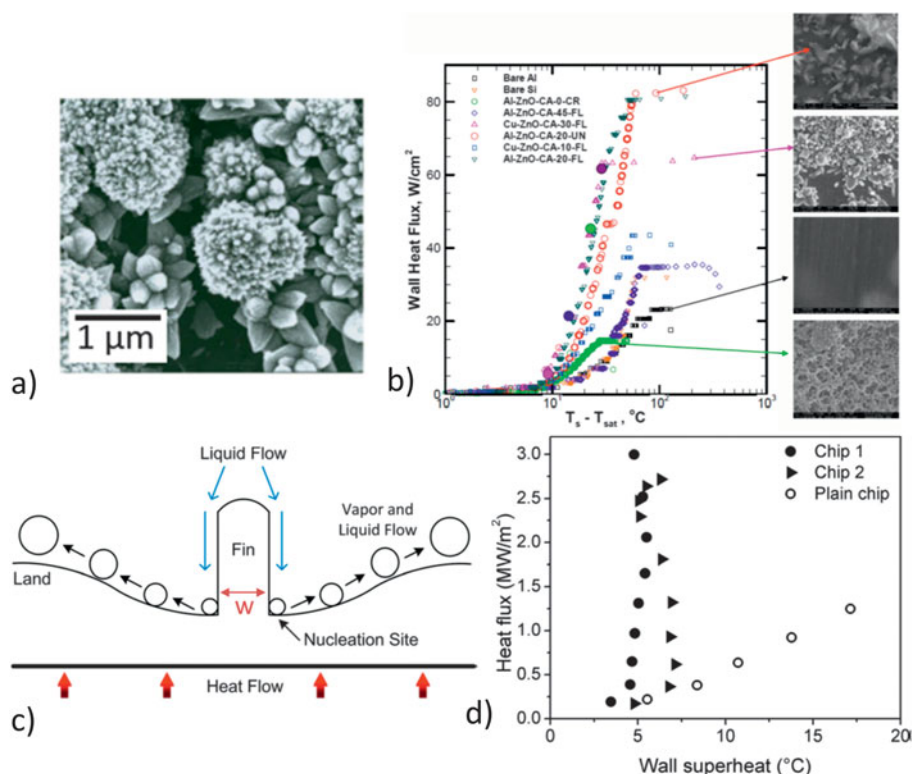 a)
1 μm
b)
Wall Heat Flux, W/cm²
80
60
40
20
0
10⁰
10¹
10²
10³
Tₛ - Tₛₐₜ , °C
Bare Al
Bare Si
Al-ZnO-CA-0-CR
Al-ZnO-CA-45-FL
Cu-ZnO-CA-30-FL
Al-ZnO-CA-20-UN
Cu-ZnO-CA-10-FL
Al-ZnO-CA-20-FL
c)
Liquid Flow
Vapor and
Liquid Flow
Fin
Land
W
Nucleation Site
Heat Flow
d)
Heat flux (MW/m²)
3.0
2.5
2.0
1.5
1.0
0.5
0.0
0
5
10
15
20
Wall superheat (°C)
Chip 1
Chip 2
Plain chip